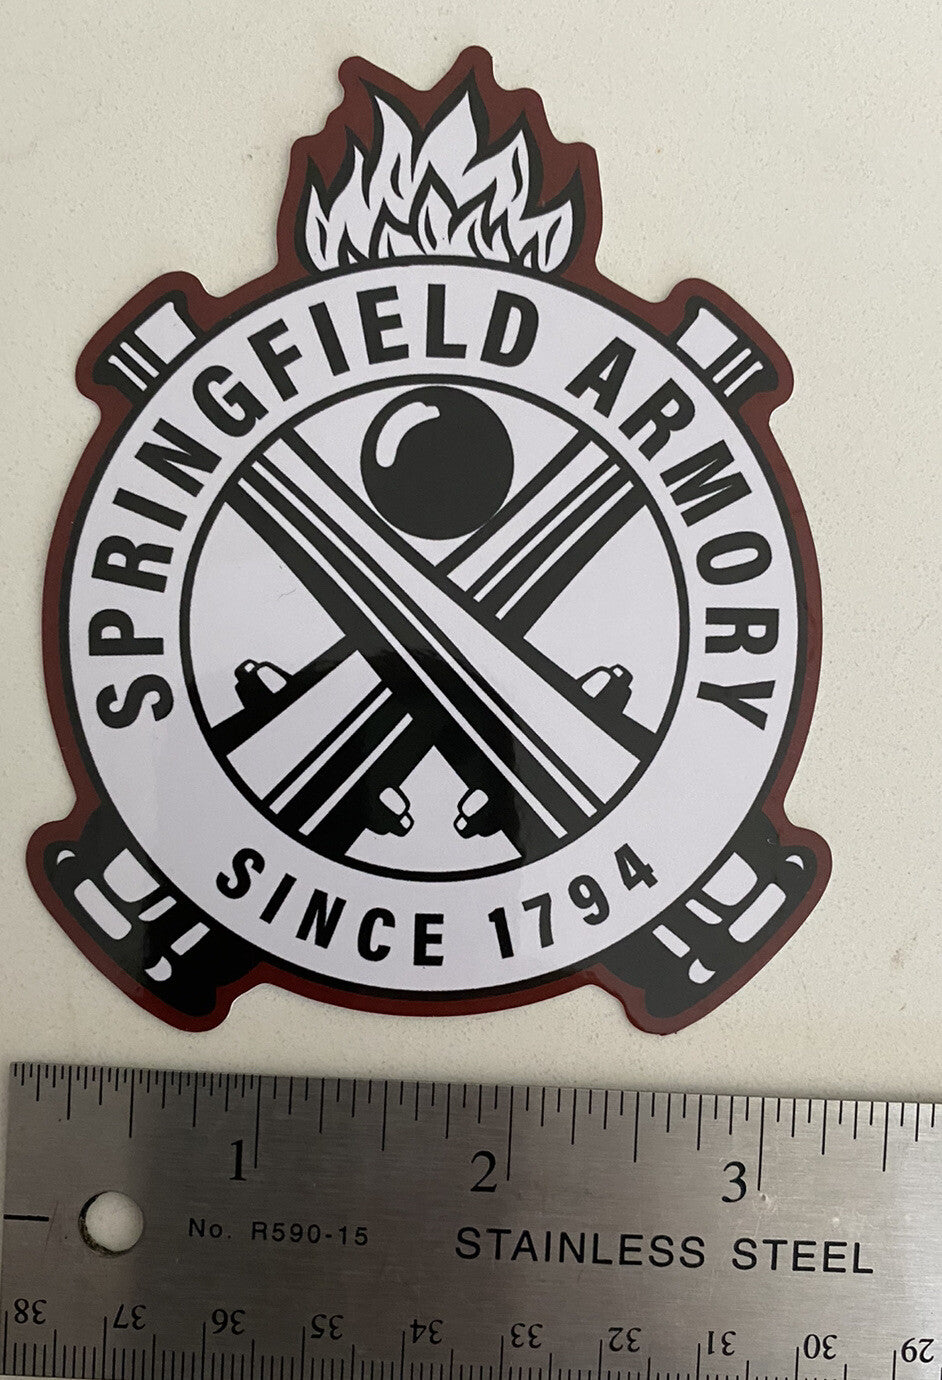 SPRINGFIELD ARMORY
SINCE 1794
1 2 3
No. R590-15
STAINLESS STEEL
38 37 36 35 34 33 32 31 30 29